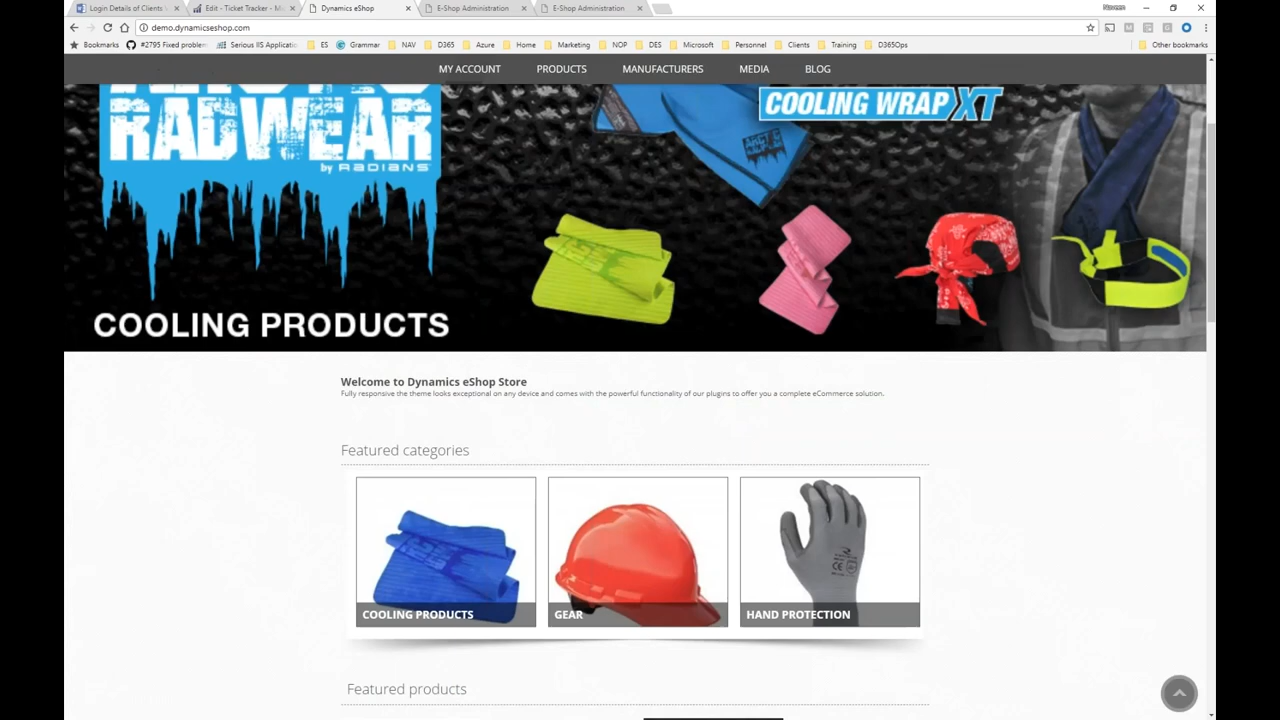 Login Details of Clients
Edit - Ticket Tracker - Mi
Dynamics eShop
E-Shop Administration
E-Shop Administration
Naveen
demo.dynamicseshop.com
Bookmarks
#2795 Fixed problem
Serious IIS Applicatio
ES
Grammar
NAV
D365
Azure
Home
Marketing
NOP
DES
Microsoft
Personnel
Clients
Training
D365Ops
Other bookmarks
MY ACCOUNT
PRODUCTS
MANUFACTURERS
MEDIA
BLOG
RADWEAR
by RADIANS
COOLING WRAP XT
COOLING PRODUCTS
Welcome to Dynamics eShop Store
Fully responsive the theme looks exceptional on any device and comes with the powerful functionality of our plugins to offer you a complete eCommerce solution.
Featured categories
COOLING PRODUCTS
GEAR
HAND PROTECTION
Featured products